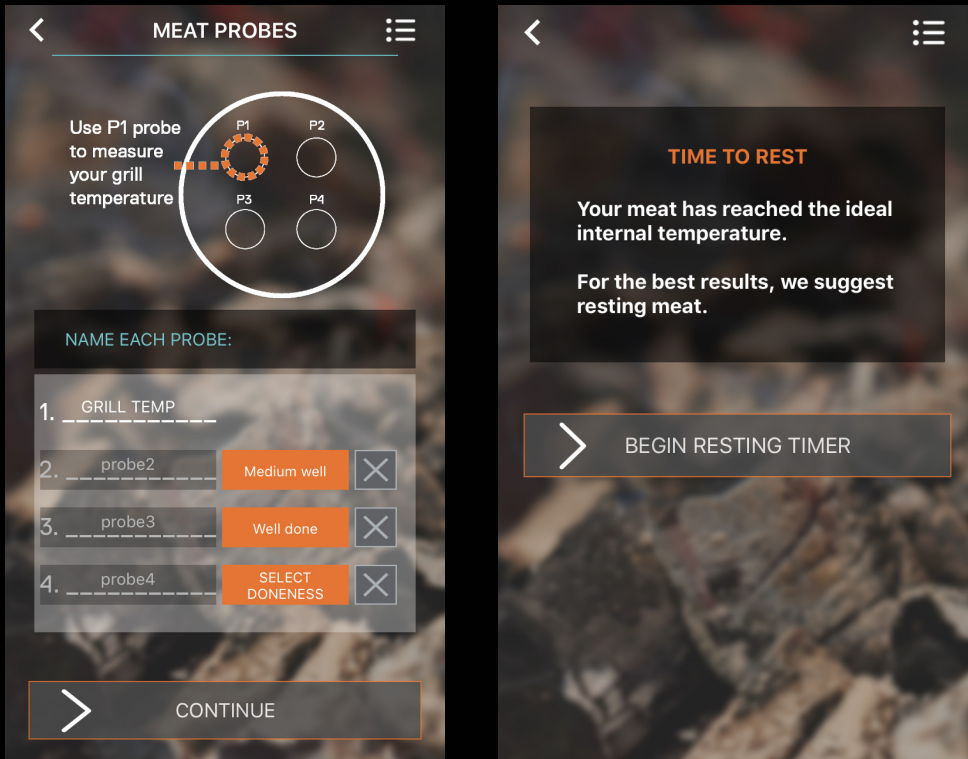 MEAT PROBES
Use P1 probe
to measure
your grill
temperature
P1
P2
P3
P4
NAME EACH PROBE:
1. GRILL TEMP
2. probe2 Medium well
3. probe3 Well done
4. probe4 SELECT
DONENESS
CONTINUE
TIME TO REST
Your meat has reached the ideal
internal temperature.
For the best results, we suggest
resting meat.
BEGIN RESTING TIMER